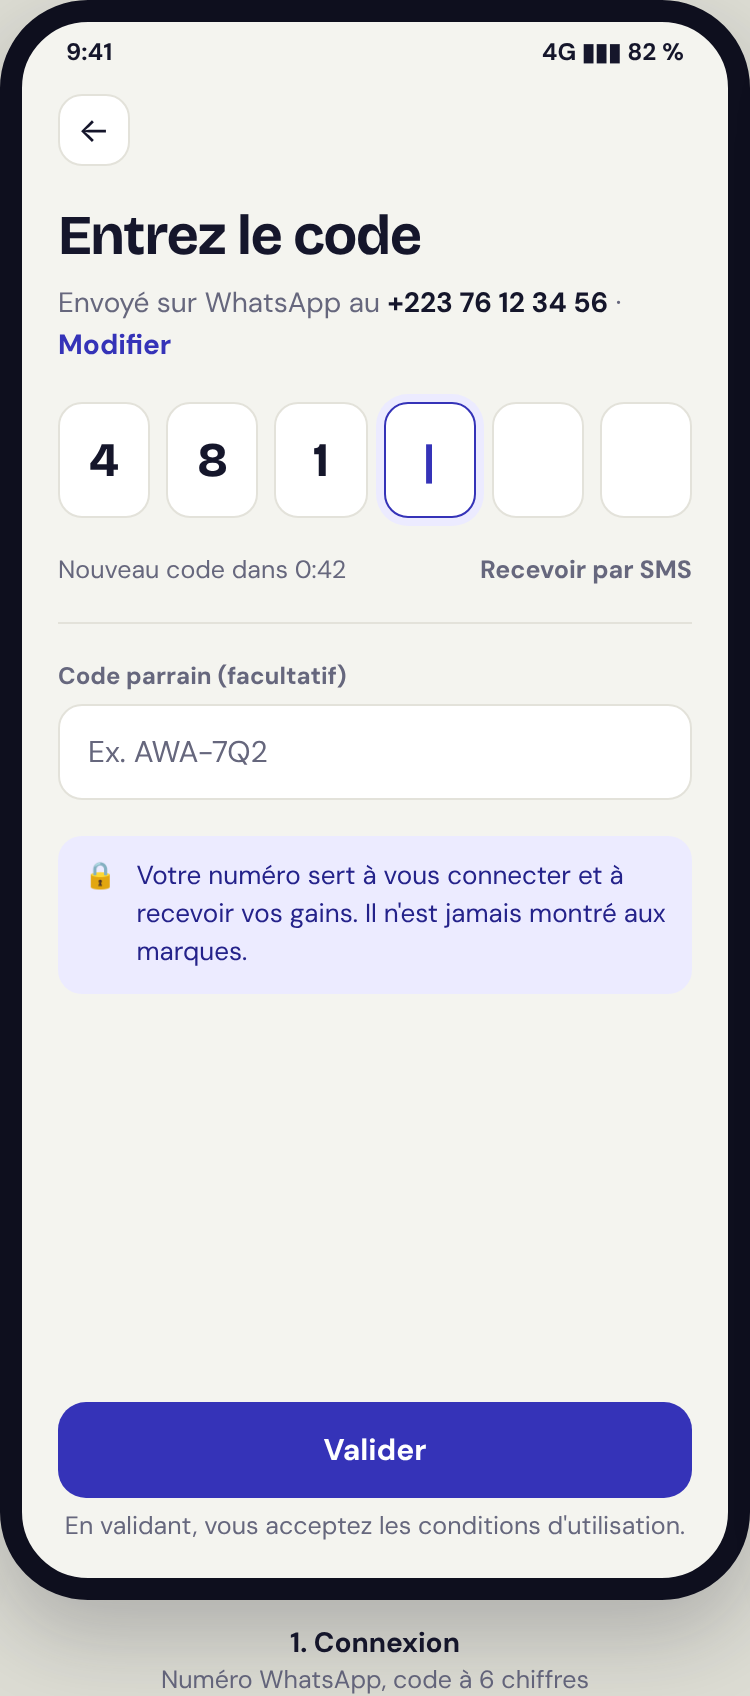 9:41
4G ▮▮▮ 82 %
←
Entrez le code
Envoyé sur WhatsApp au +223 76 12 34 56 ·
Modifier
4 8 1 |
Nouveau code dans 0:42
Recevoir par SMS
Code parrain (facultatif)
Ex. AWA-7Q2
🔒 Votre numéro sert à vous connecter et à
recevoir vos gains. Il n'est jamais montré aux
marques.
Valider
En validant, vous acceptez les conditions d'utilisation.
1. Connexion
Numéro WhatsApp, code à 6 chiffres